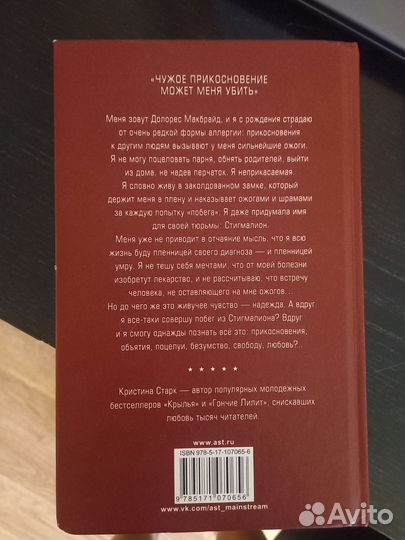 «ЧУЖОЕ ПРИКОСНОВЕНИЕ
МОЖЕТ МЕНЯ УБИТЬ»
Меня зовут Долорес Макбрайд, и я с рождения страдаю
от очень редкой формы аллергии: прикосновения
к другим людям вызывают у меня сильнейшие ожоги.
Я не могу поцеловать парня, обнять родителей, выйти
из дома, не надев перчаток. Я неприкасаемая.
Я словно живу в заколдованном замке, который
держит меня в плену и наказывает ожогами и шрамами
за каждую попытку «побега». Я даже придумала имя
для своей тюрьмы: Стигмалион.
Меня уже не приводит в отчаяние мысль, что я всю
жизнь буду пленницей своего диагноза — и пленницей
умру. Я не тешу себя мечтами, что от моей болезни
изобретут лекарство, и не рассчитываю, что встречу
человека, не оставляющего на мне ожогов...
Но до чего же это живучее чувство — надежда. А вдруг
я все-таки совершу побег из Стигмалиона? Вдруг
и я смогу однажды познать всё это: прикосновения,
объятия, поцелуи, безумство, свободу, любовь?..
★ ★ ★ ★ ★
Кристина Старк — автор популярных молодежных
бестселлеров «Крылья» и «Гончие Лилит», снискавших
любовь тысяч читателей.
www.ast.ru
ISBN 978-5-17-107065-6
9 785171 070656
www.vk.com/ast_mainstream
Avito